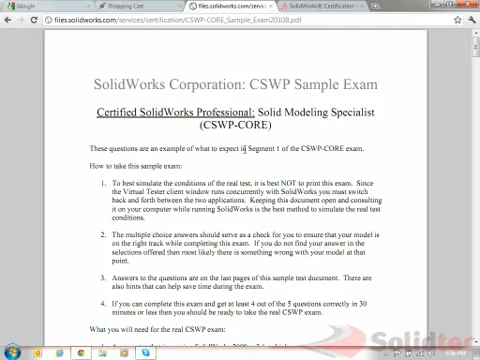 Google
Shopping Cart
files.solidworks.com/servic
SolidWorks® Certification
files.solidworks.com/services/certification/CSWP-CORE_Sample_Exam2010B.pdf
SolidWorks Corporation: CSWP Sample Exam
Certified SolidWorks Professional: Solid Modeling Specialist
(CSWP-CORE)
These questions are an example of what to expect in Segment 1 of the CSWP-CORE exam.
How to take this sample exam:
1. To best simulate the conditions of the real test, it is best NOT to print this exam. Since
the Virtual Tester client window runs concurrently with SolidWorks you must switch
back and forth between the two applications. Keeping this document open and consulting
it on your computer while running SolidWorks is the best method to simulate the real test
conditions.
2. The multiple choice answers should serve as a check for you to ensure that your model is
on the right track while completing this exam. If you do not find your answer in the
selections offered then most likely there is something wrong with your model at that
point.
3. Answers to the questions are on the last pages of this sample test document. There are
also hints that can help save time during the exam.
4. If you can complete this exam and get at least 4 out of the 5 questions correctly in 30
minutes or less then you should be ready to take the real CSWP exam.
What you will need for the real CSWP exam:
Solidtec